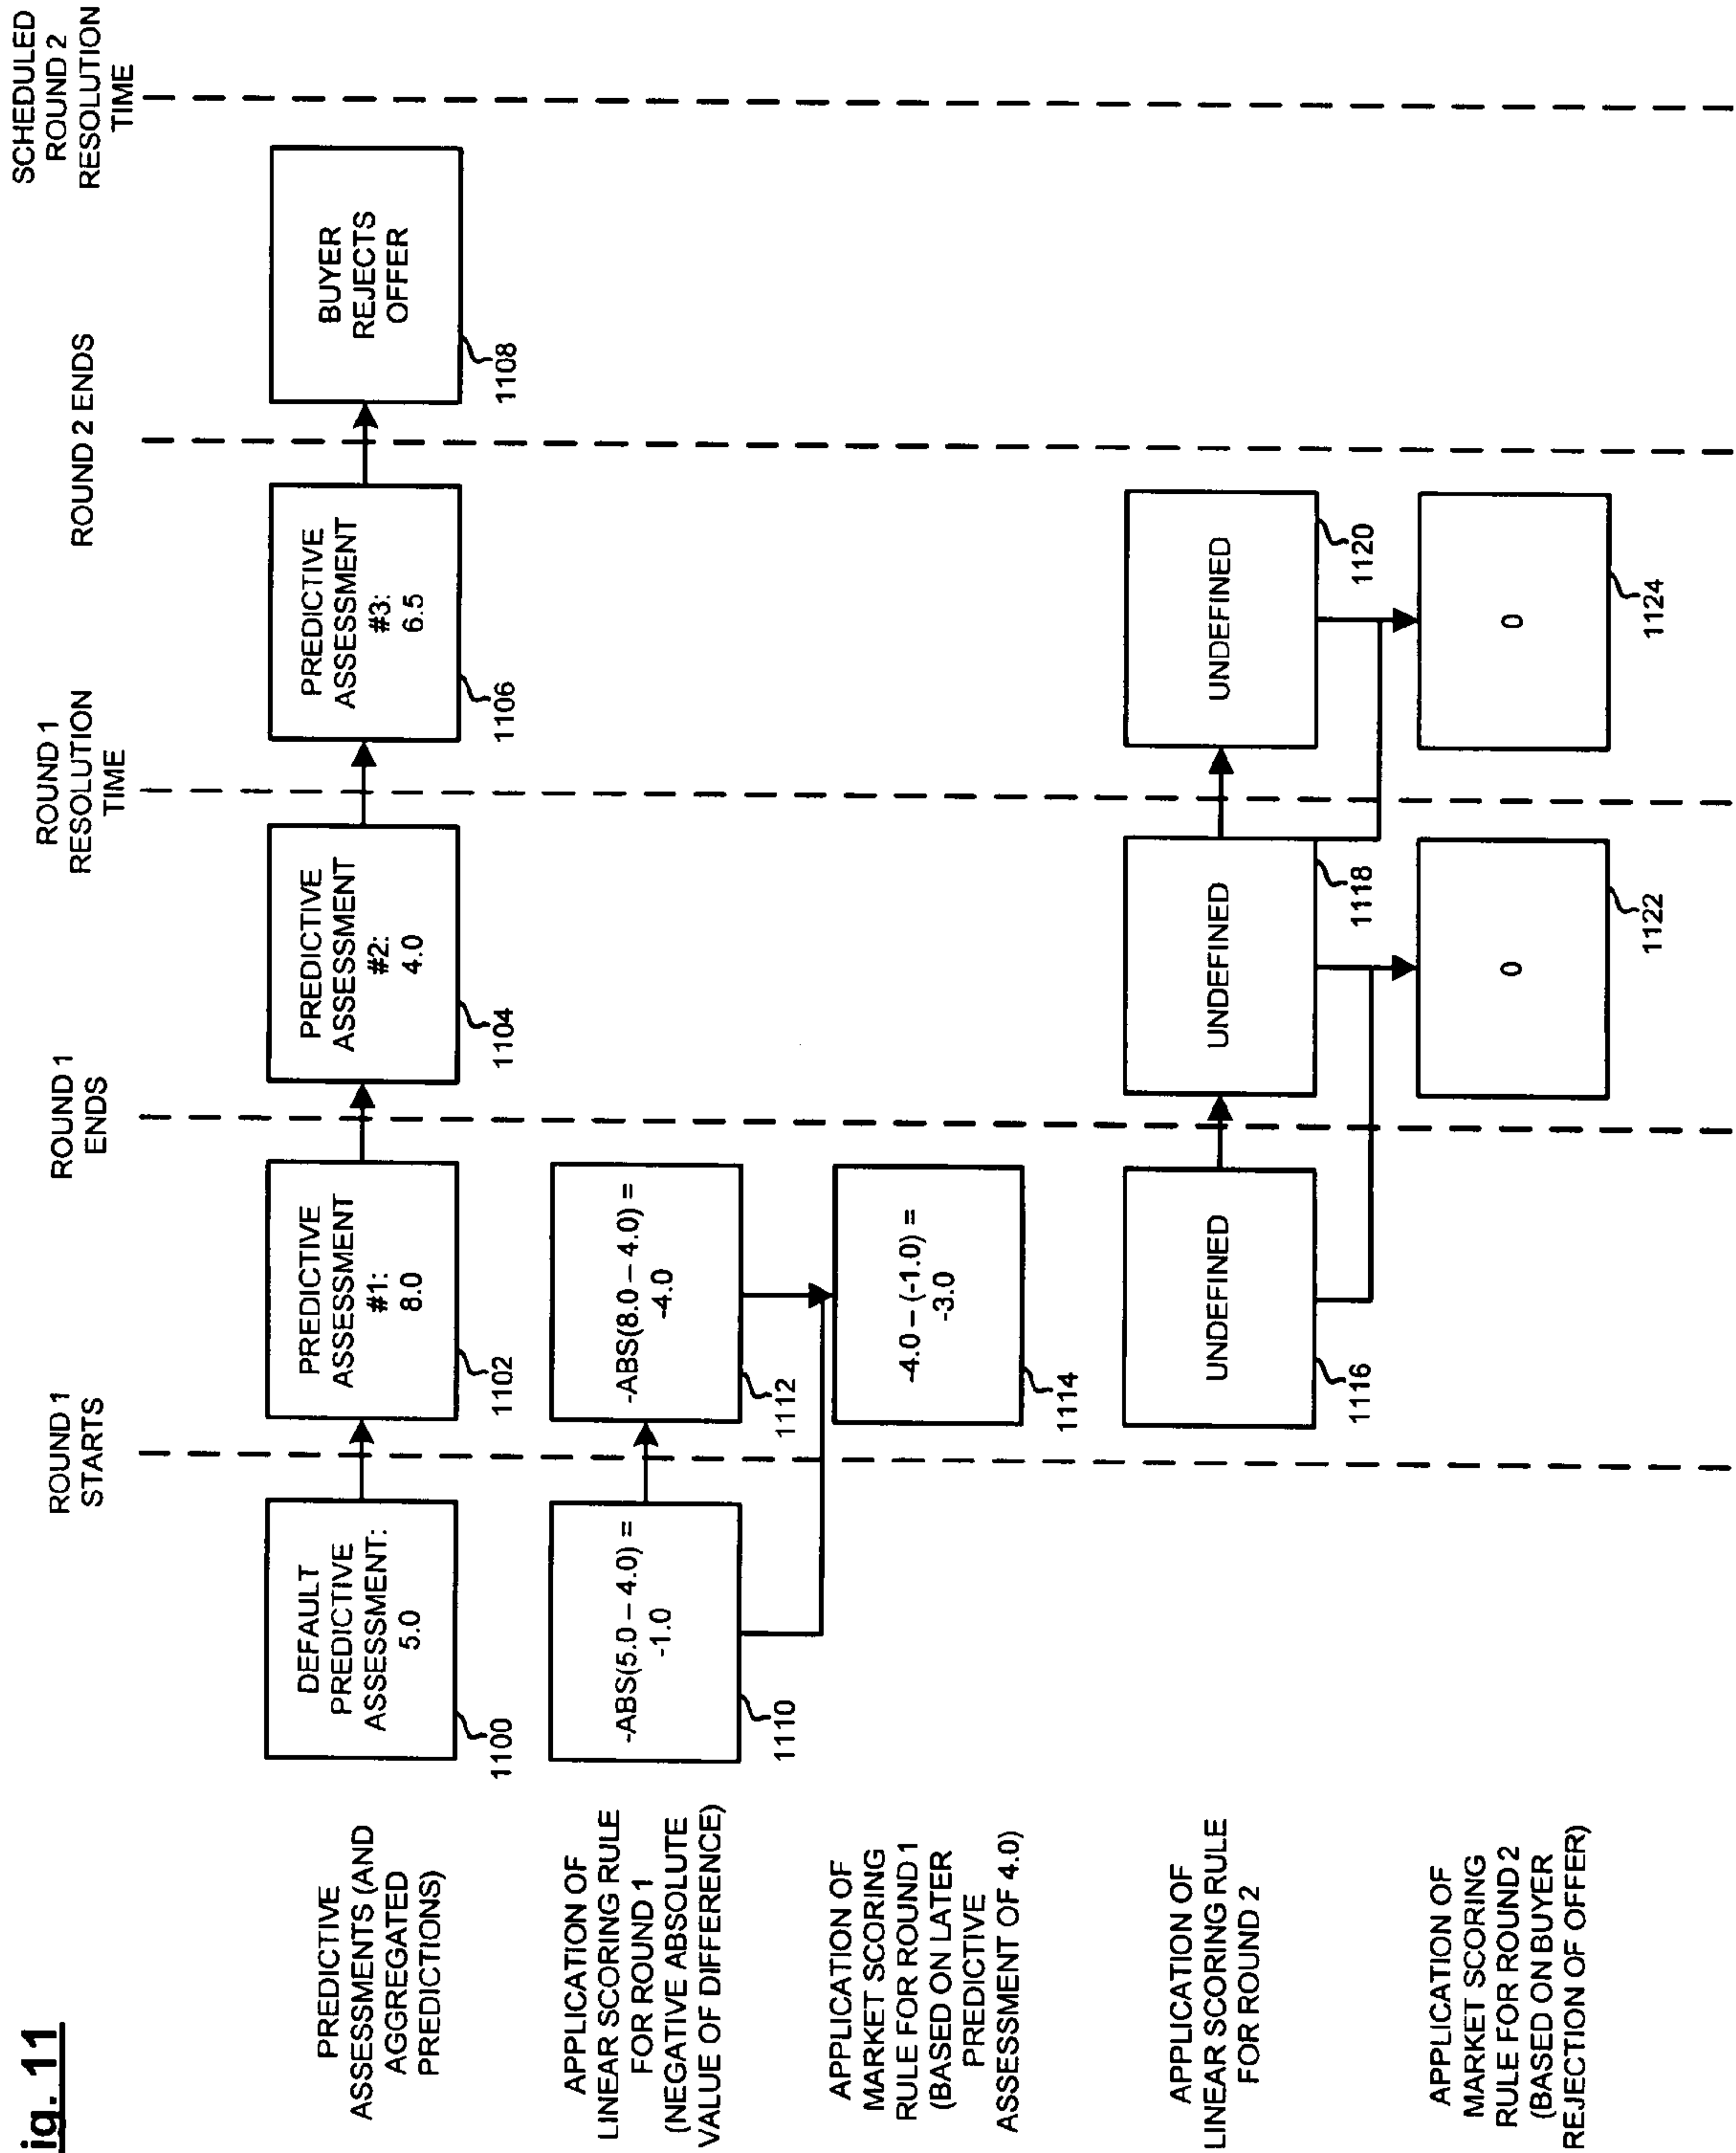 ig. 11
SCHEDULED
ROUND 2
RESOLUTION
TIME
ROUND 2 ENDS
ROUND 1
RESOLUTION
TIME
ROUND 1
ENDS
ROUND 1
STARTS
PREDICTIVE
ASSESSMENTS (AND
AGGREGATED
PREDICTIONS)
DEFAULT
PREDICTIVE
ASSESSMENT:
5.0
1100
PREDICTIVE
ASSESSMENT
#1:
8.0
1102
PREDICTIVE
ASSESSMENT
#2:
4.0
1104
PREDICTIVE
ASSESSMENT
#3:
6.5
1106
BUYER
REJECTS
OFFER
1108
APPLICATION OF
LINEAR SCORING RULE
FOR ROUND 1
(NEGATIVE ABSOLUTE
VALUE OF DIFFERENCE)
-ABS(5.0 – 4.0) =
-1.0
1110
-ABS(8.0 – 4.0) =
-4.0
1112
APPLICATION OF
MARKET SCORING
RULE FOR ROUND 1
(BASED ON LATER
PREDICTIVE
ASSESSMENT OF 4.0)
-4.0 – (-1.0) =
-3.0
1114
APPLICATION OF
LINEAR SCORING RULE
FOR ROUND 2
UNDEFINED
1116
UNDEFINED
1118
UNDEFINED
1120
APPLICATION OF
MARKET SCORING
RULE FOR ROUND 2
(BASED ON BUYER
REJECTION OF OFFER)
0
1122
0
1124